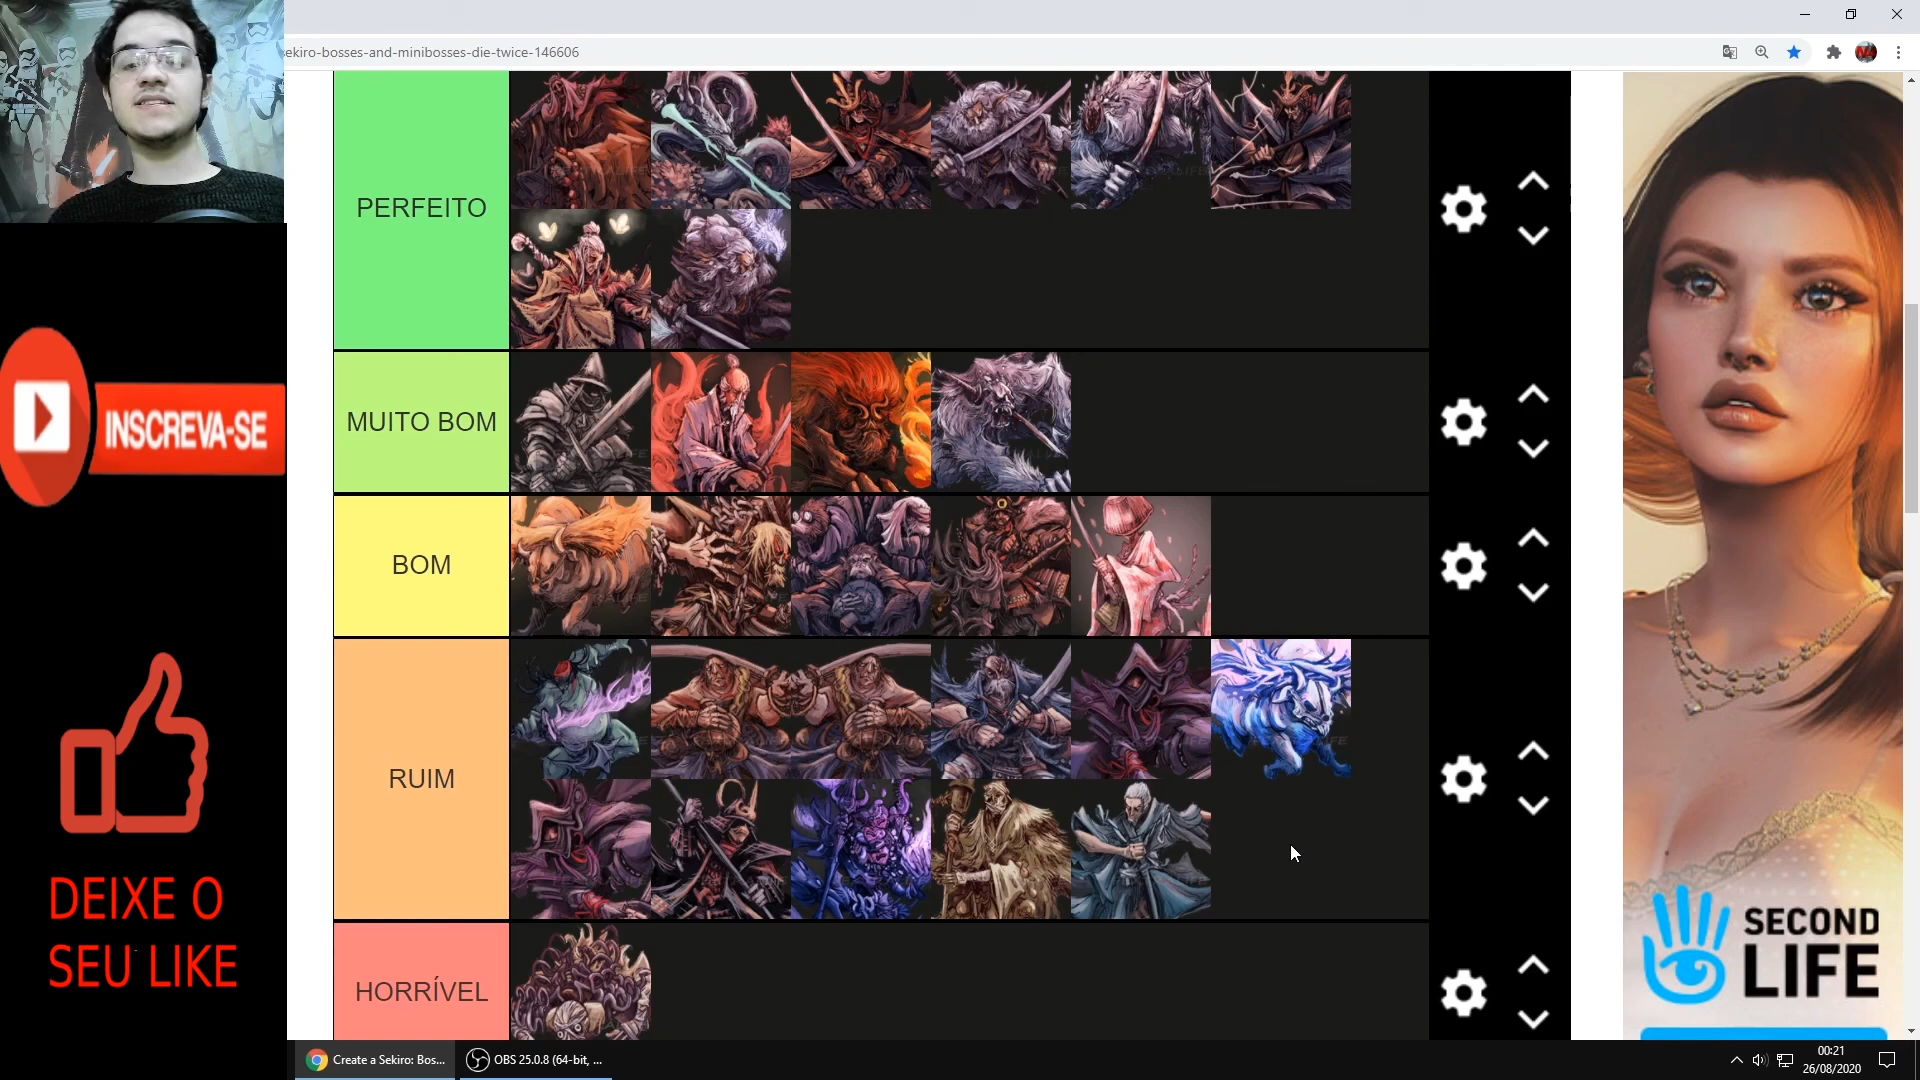 sekiro-bosses-and-minibosses-die-twice-146606
PERFEITO
MUITO BOM
BOM
RUIM
HORRÍVEL
INSCREVA-SE
DEIXE O
SEU LIKE
SECOND
LIFE
Create a Sekiro: Bos...
OBS 25.0.8 (64-bit, ...
00:21
26/08/2020